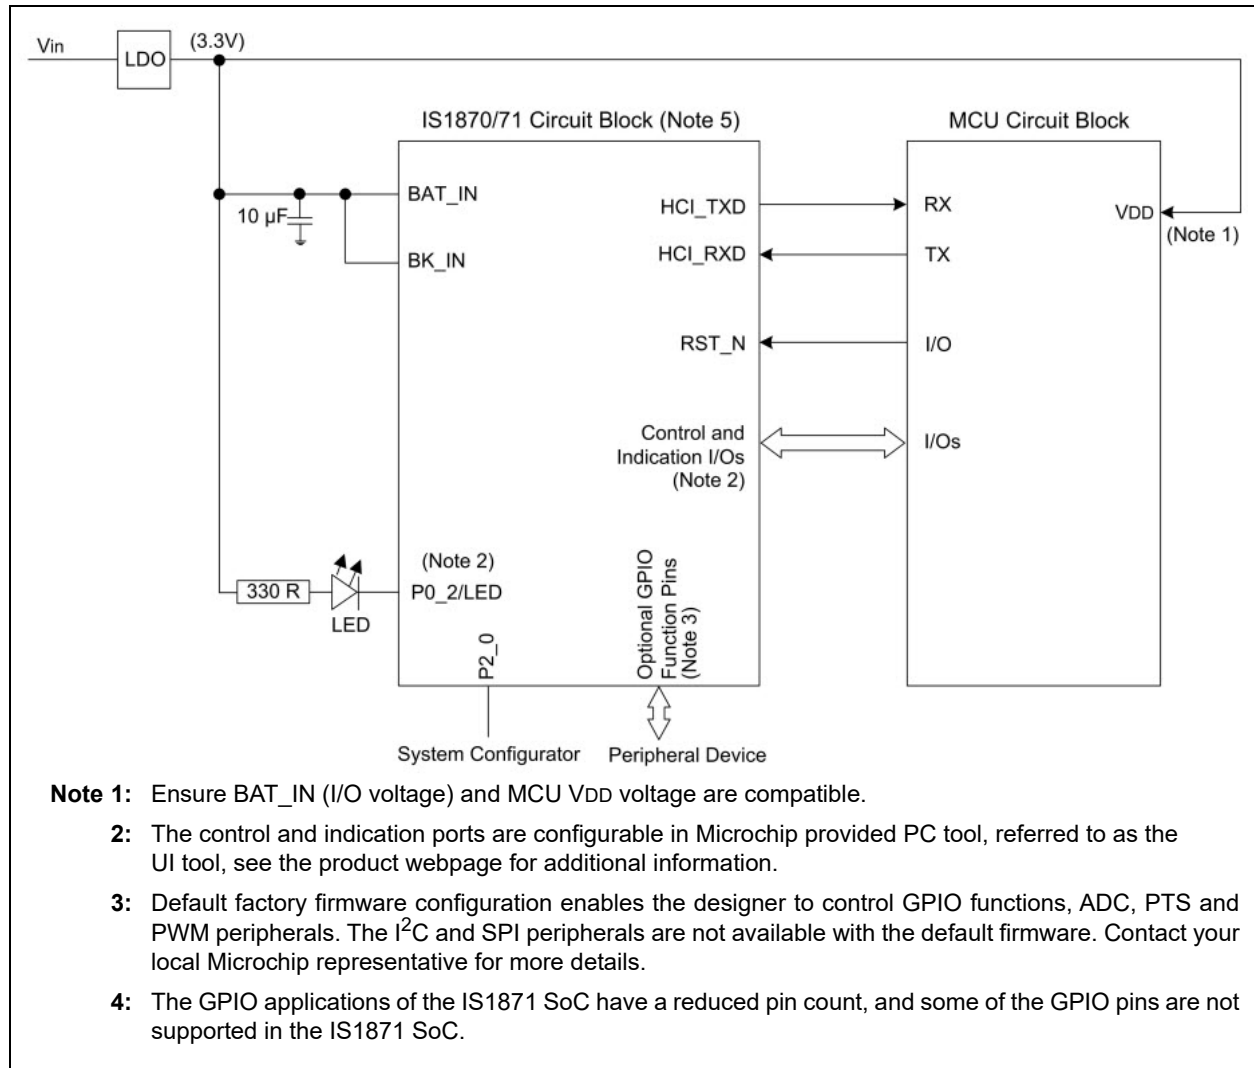 Vin
LDO
(3.3V)
IS1870/71 Circuit Block (Note 5)
MCU Circuit Block
BAT_IN
10 µF
BK_IN
HCI_TXD
RX
VDD
(Note 1)
HCI_RXD
TX
RST_N
I/O
Control and
Indication I/Os
(Note 2)
I/Os
(Note 2)
330 R
P0_2/LED
LED
P2_0
Optional GPIO
Function Pins
(Note 3)
System Configurator
Peripheral Device
Note 1: Ensure BAT_IN (I/O voltage) and MCU VDD voltage are compatible.
2: The control and indication ports are configurable in Microchip provided PC tool, referred to as the
UI tool, see the product webpage for additional information.
3: Default factory firmware configuration enables the designer to control GPIO functions, ADC, PTS and
PWM peripherals. The I²C and SPI peripherals are not available with the default firmware. Contact your
local Microchip representative for more details.
4: The GPIO applications of the IS1871 SoC have a reduced pin count, and some of the GPIO pins are not
supported in the IS1871 SoC.